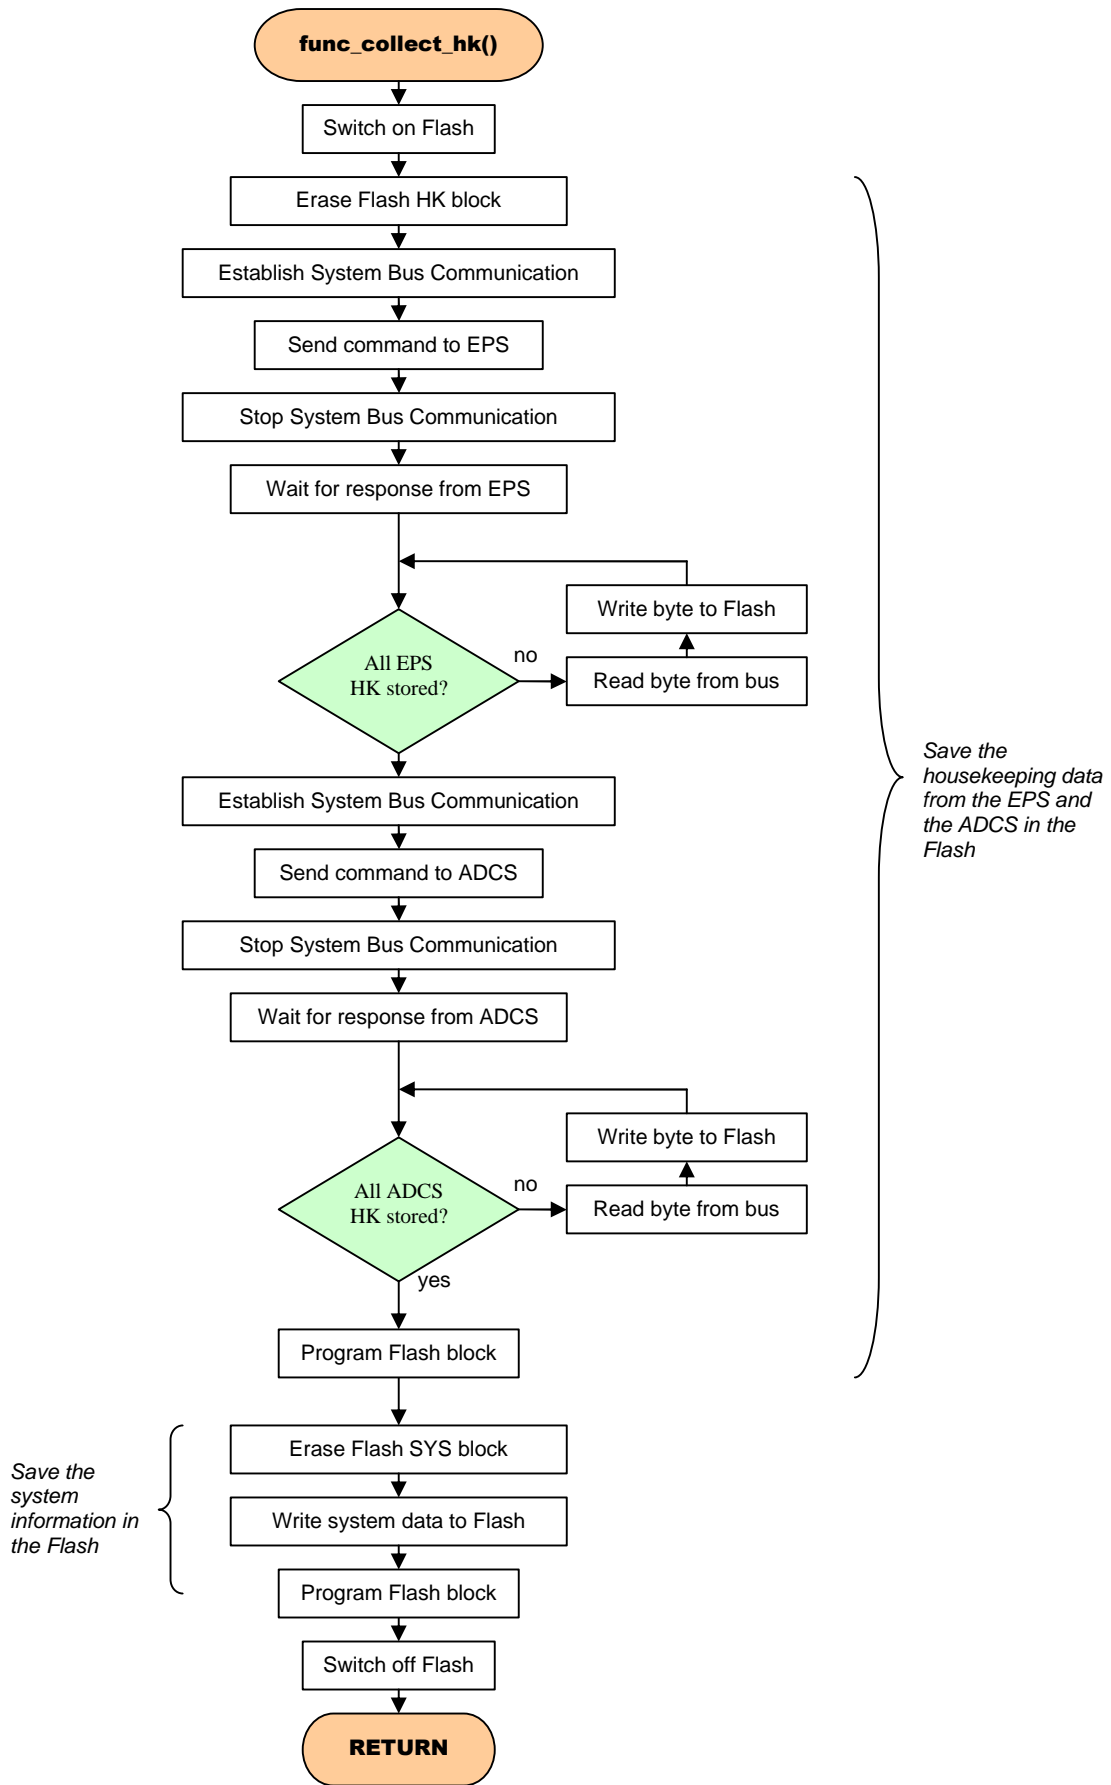 func_collect_hk()
Switch on Flash
Erase Flash HK block
Establish System Bus Communication
Send command to EPS
Stop System Bus Communication
Wait for response from EPS
Write byte to Flash
All EPS
HK stored?
no
Read byte from bus
Establish System Bus Communication
Send command to ADCS
Stop System Bus Communication
Wait for response from ADCS
Write byte to Flash
All ADCS
HK stored?
no
Read byte from bus
yes
Program Flash block
Save the
housekeeping data
from the EPS and
the ADCS in the
Flash
Erase Flash SYS block
Write system data to Flash
Program Flash block
Save the
system
information in
the Flash
Switch off Flash
RETURN